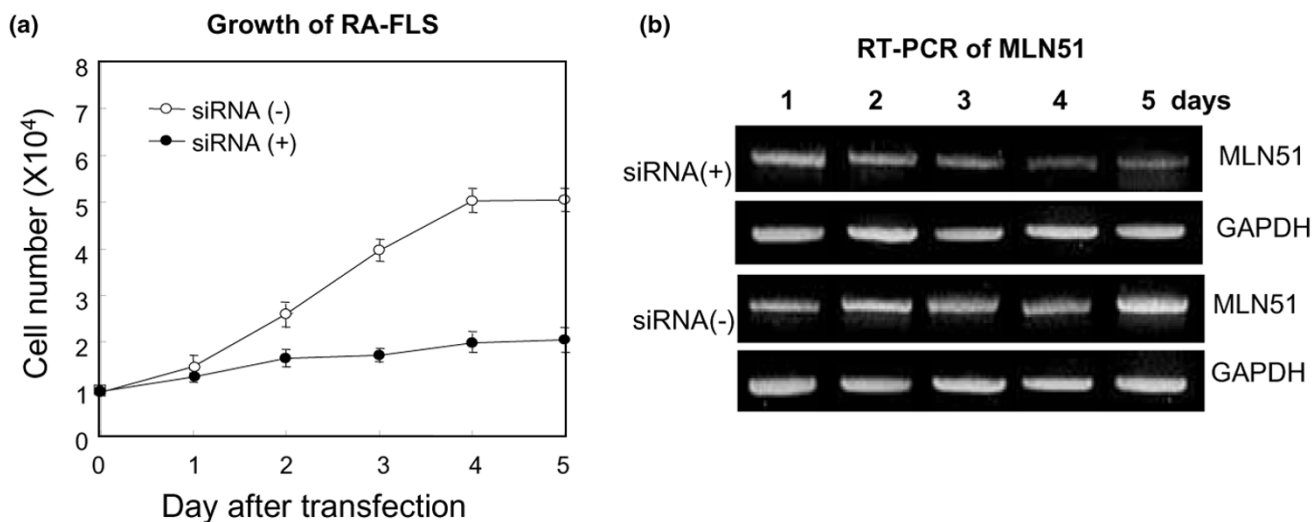 (a)
Growth of RA-FLS
8
7
6
5
4
3
2
1
0
Cell number (X10⁴)
siRNA (-)
siRNA (+)
0 1 2 3 4 5
Day after transfection
(b)
RT-PCR of MLN51
1 2 3 4 5 days
siRNA(+)
MLN51
GAPDH
siRNA(-)
MLN51
GAPDH